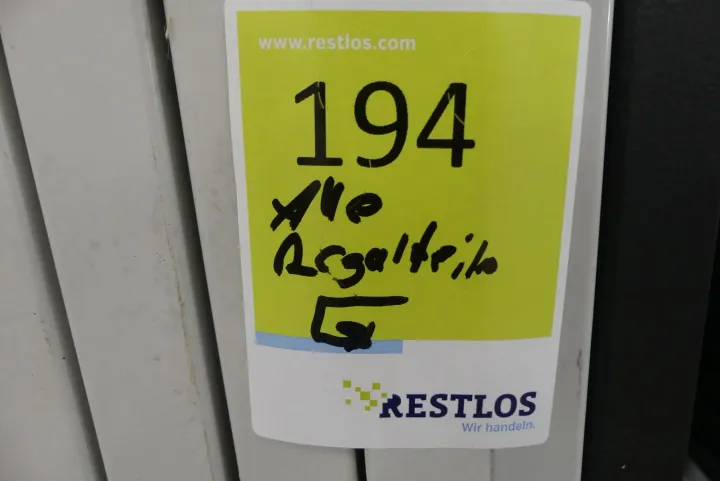 www.restlos.com
194
Alle
Regalteile
RESTLOS
Wir handeln.